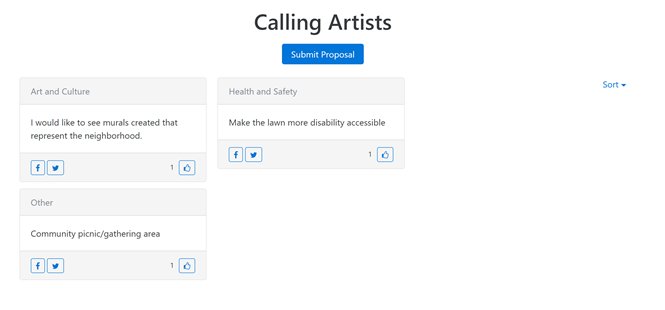 Calling Artists
Submit Proposal
Sort
Art and Culture
I would like to see murals created that
represent the neighborhood.
1
Health and Safety
Make the lawn more disability accessible
1
Other
Community picnic/gathering area
1